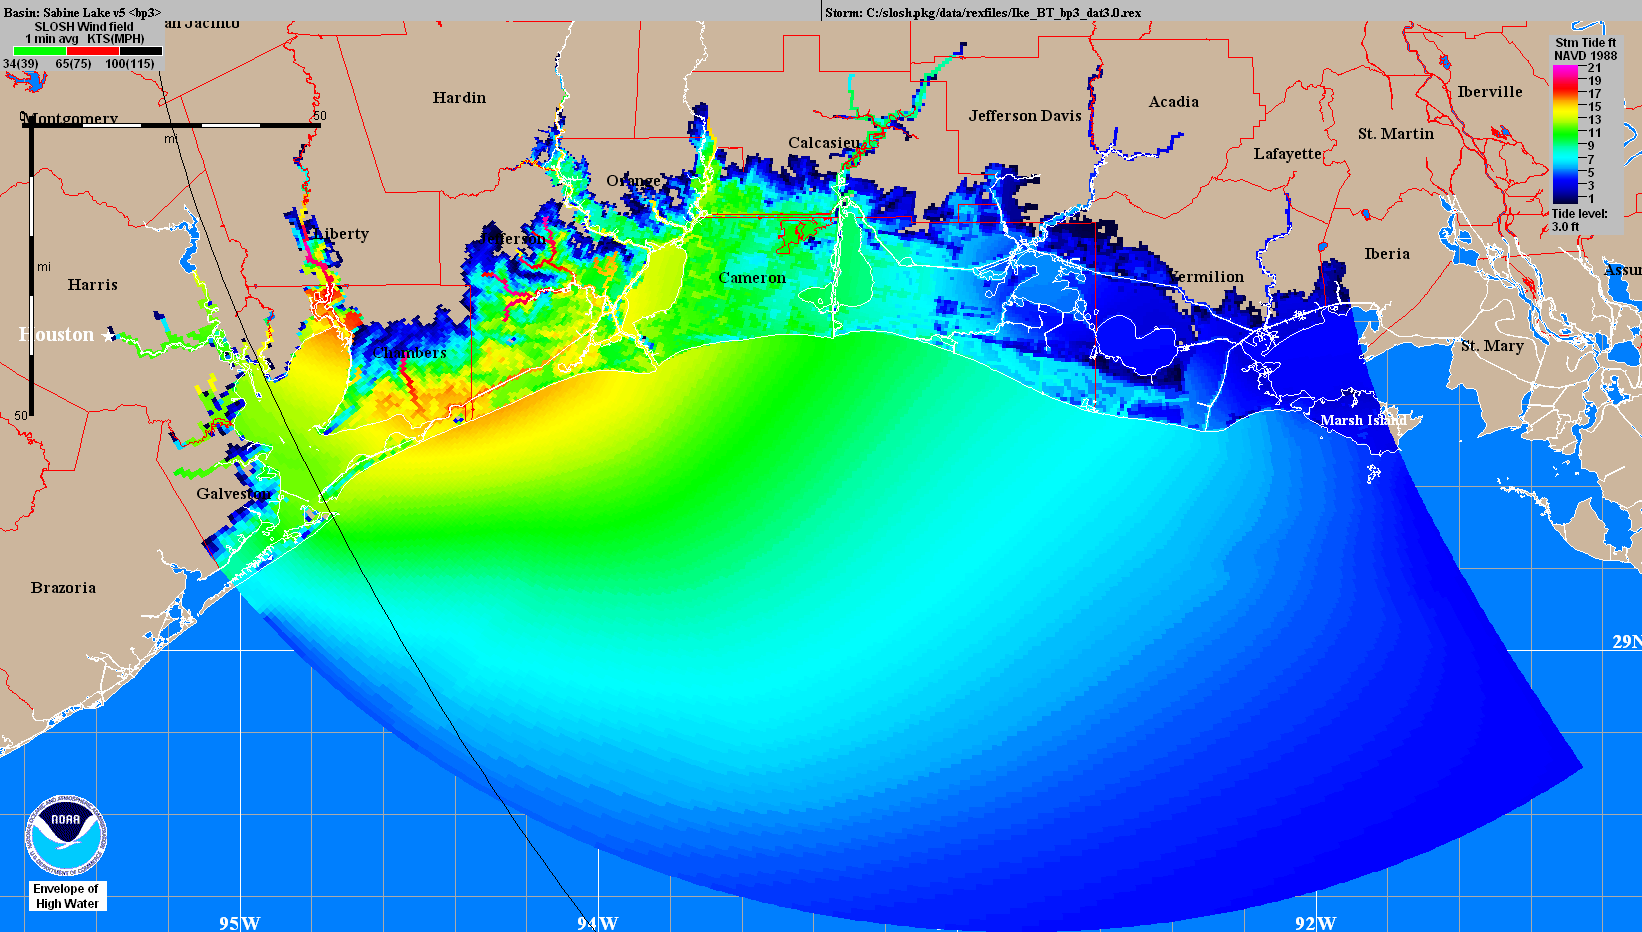 Basin: Sabine Lake v5 <bp3>
Storm: C:/slosh.pkg/data/rexfiles/Ike_BT_bp3_dat3.0.rex
an Jacinto
SLOSH Wind field
1 min avg KTS(MPH)
34(39) 65(75) 100(115)
Stm Tide ft
NAVD 1988
21
19
17
15
13
11
9
7
5
3
1
Tide level:
3.0 ft
0
50
mi
mi
50
Montgomery
Hardin
Jefferson Davis
Acadia
Iberville
St. Martin
Calcasieu
Lafayette
Orange
Liberty
Jefferson
Harris
Cameron
Vermilion
Iberia
Assu
Houston
Chambers
St. Mary
Marsh Island
Galveston
Brazoria
29N
NOAA
Envelope of
High Water
95W
94W
92W